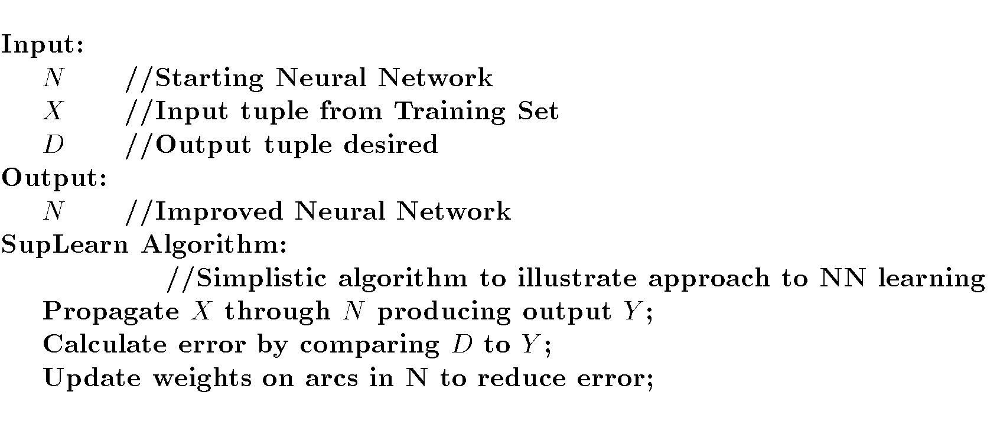 Input:
N //Starting Neural Network
X //Input tuple from Training Set
D //Output tuple desired
Output:
N //Improved Neural Network
SupLearn Algorithm:
//Simplistic algorithm to illustrate approach to NN learning
Propagate X through N producing output Y;
Calculate error by comparing D to Y;
Update weights on arcs in N to reduce error;